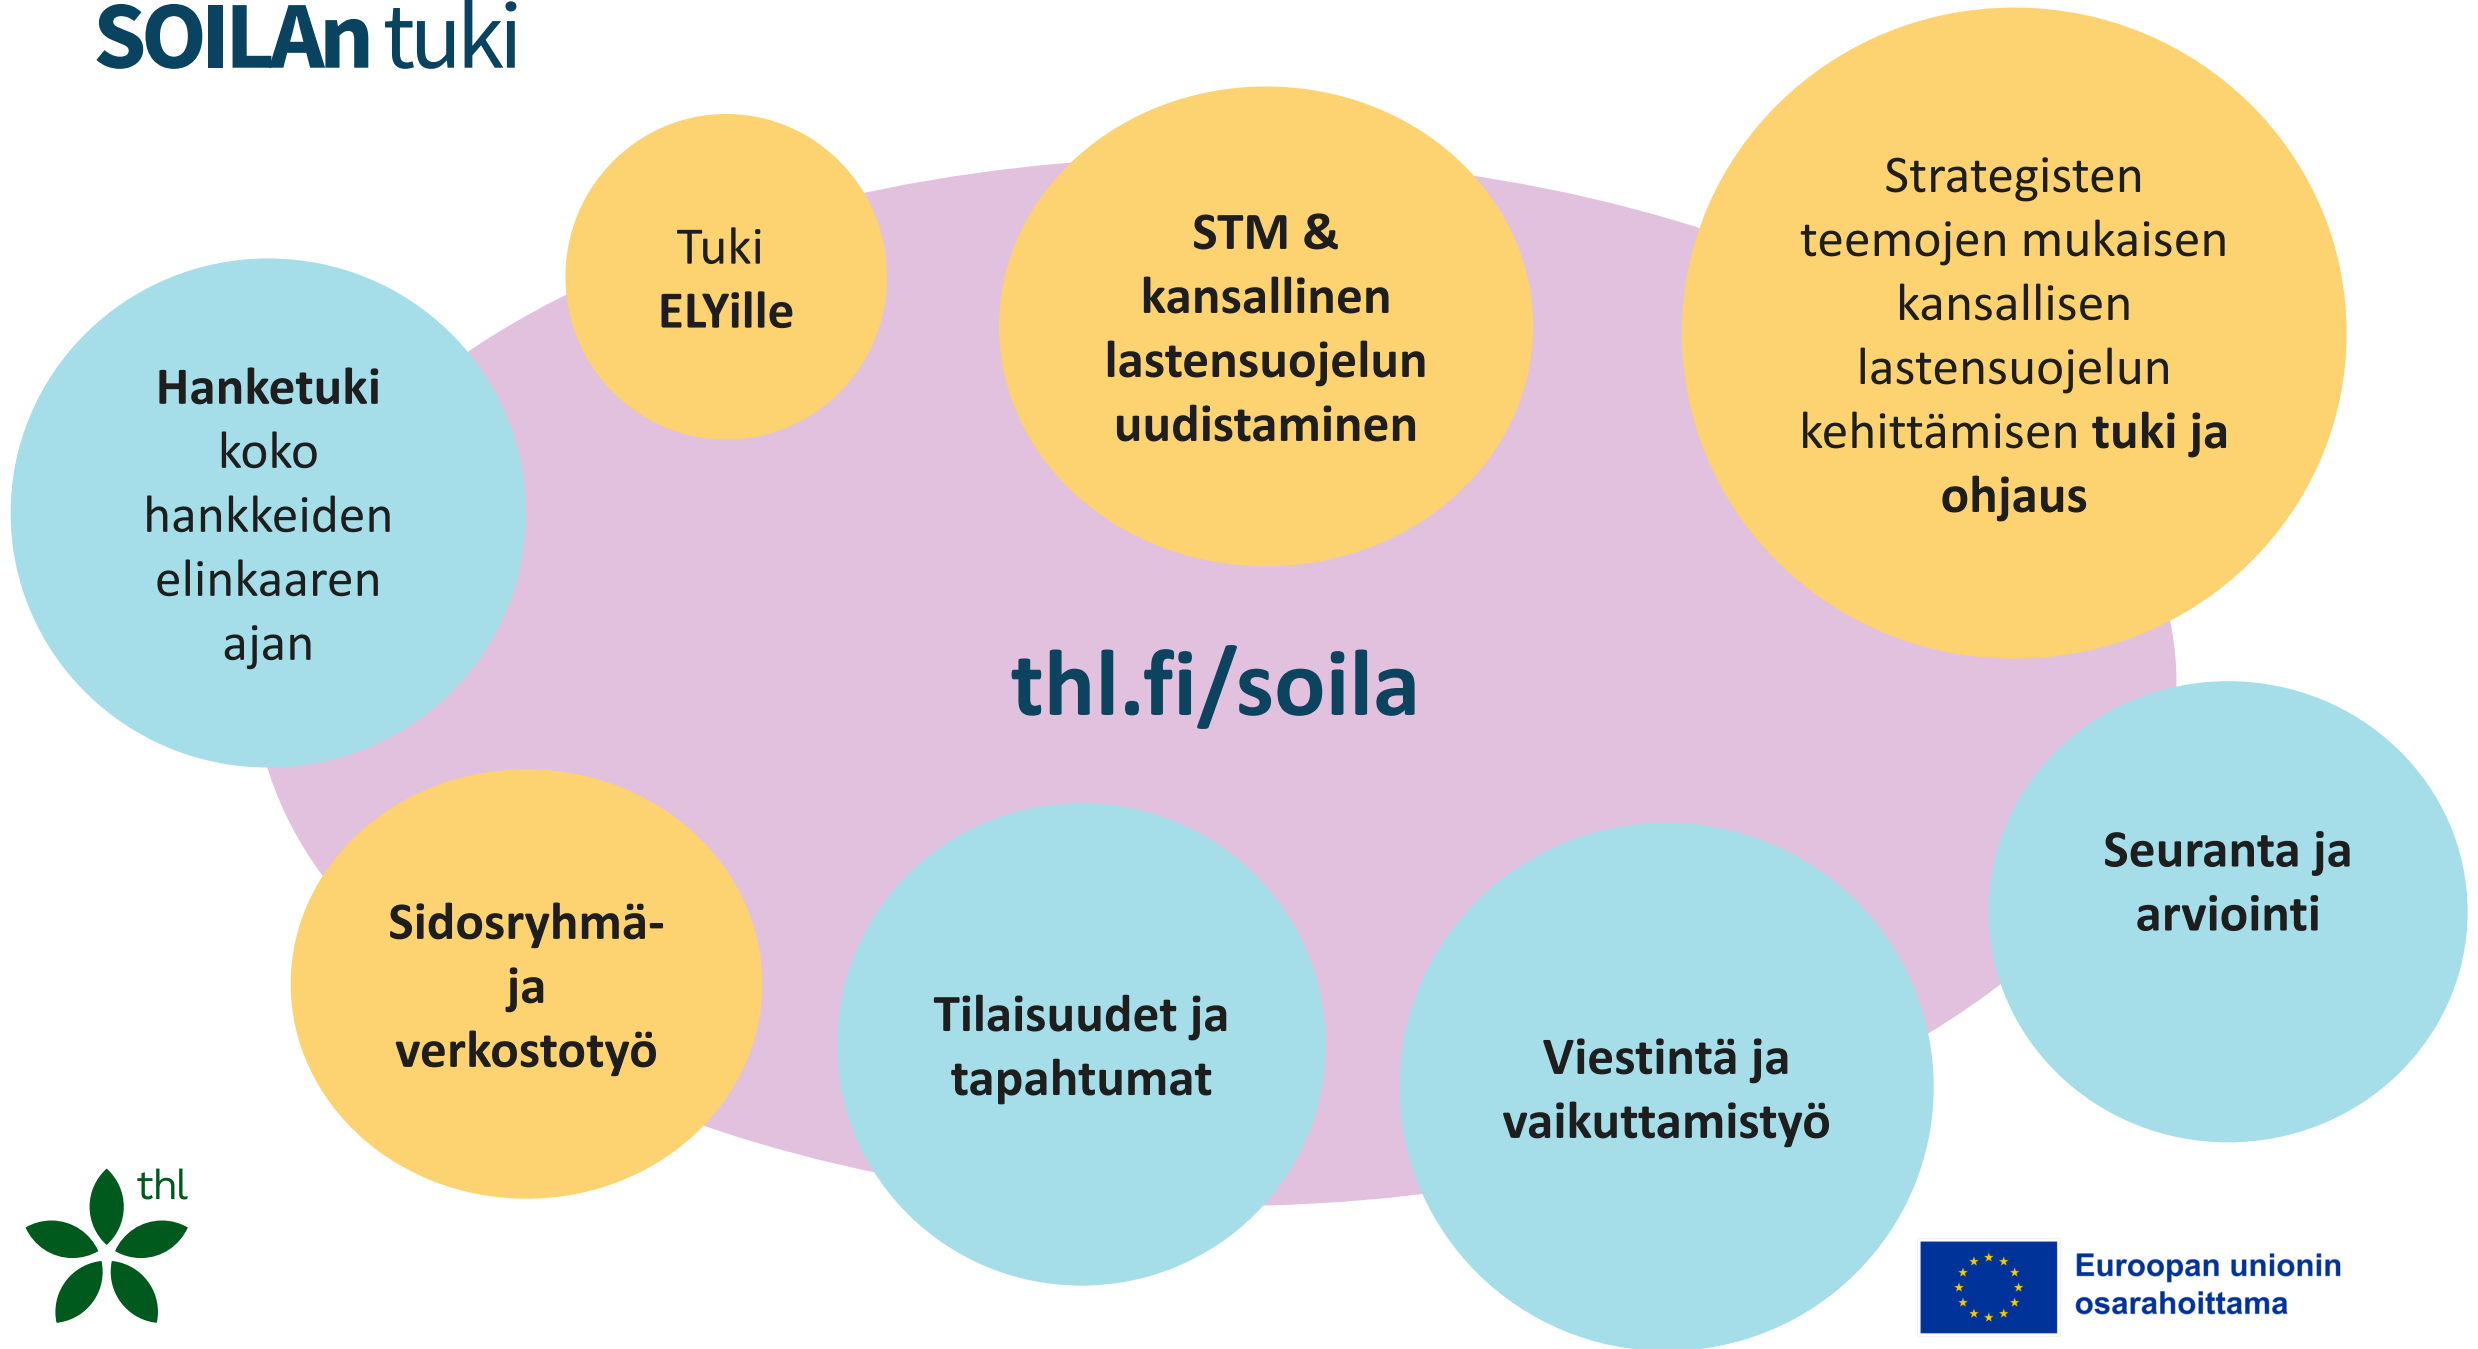 SOILAn tuki
Tuki
ELYille
STM &
kansallinen
lastensuojelun
uudistaminen
Strategisten
teemojen mukaisen
kansallisen
lastensuojelun
kehittämisen tuki ja
ohjaus
Hanketuki
koko
hankkeiden
elinkaaren
ajan
thl.fi/soila
Sidosryhmä-
ja
verkostotyö
Tilaisuudet ja
tapahtumat
Viestintä ja
vaikuttamistyö
Seuranta ja
arviointi
thl
Euroopan unionin
osarahoittama